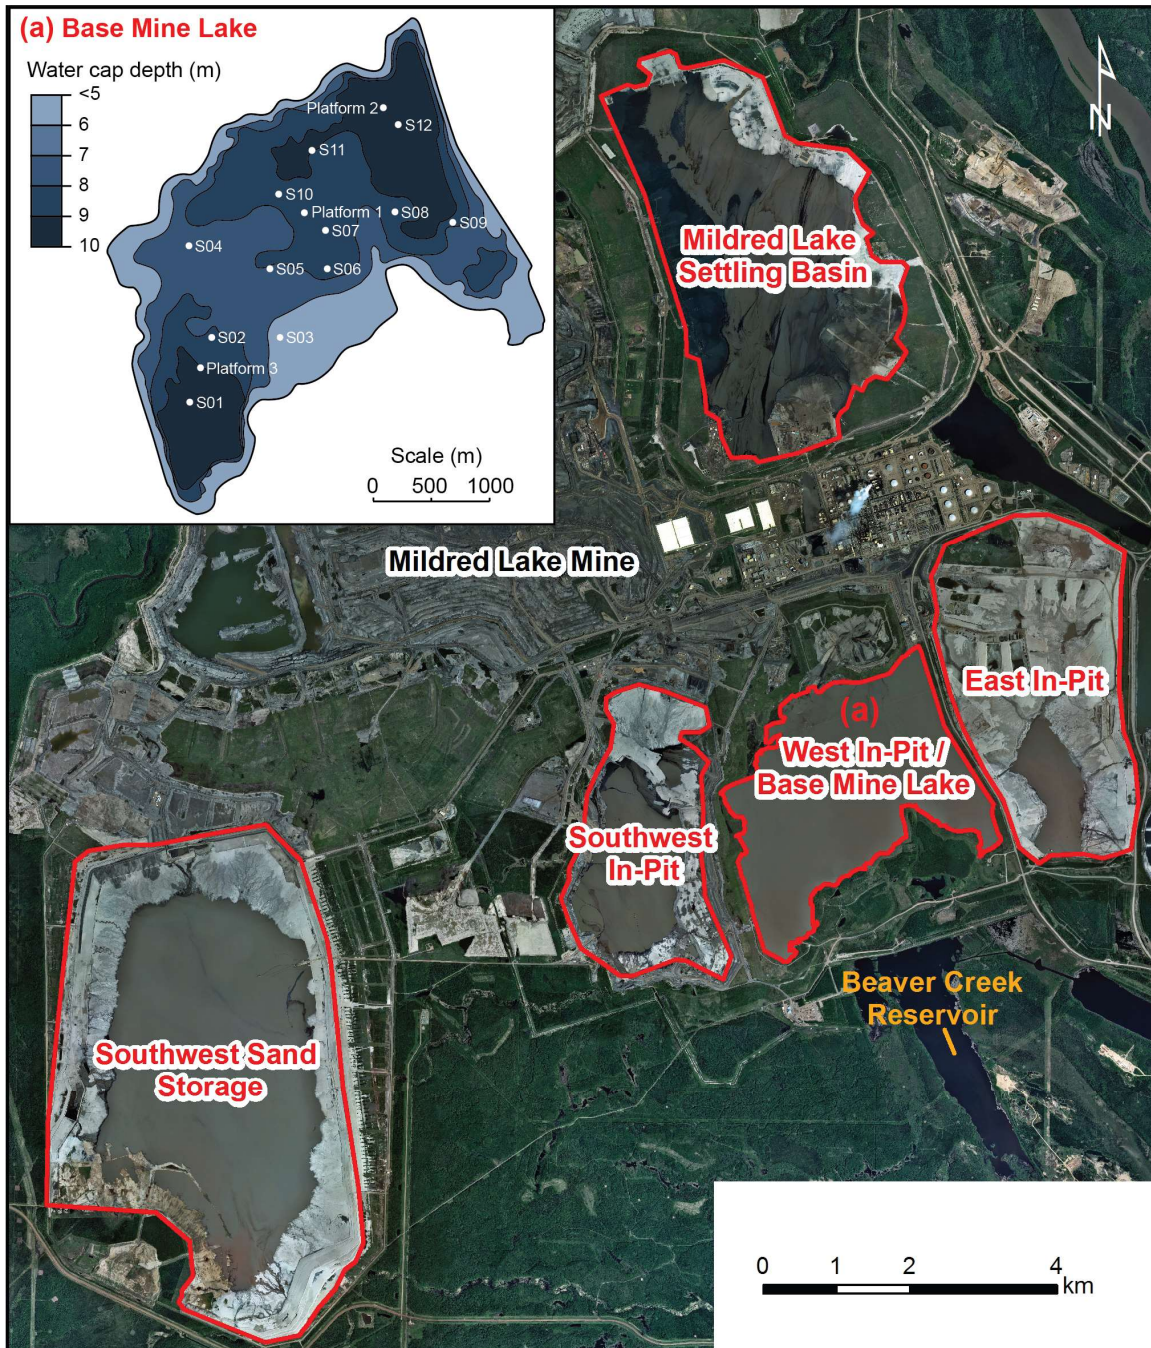 (a) Base Mine Lake
Water cap depth (m)
<5
6
7
8
9
10
Platform 2
S12
S11
S10
Platform 1
S08
S09
S07
S04
S05
S06
S02
S03
Platform 3
S01
Scale (m)
0 500 1000
N
Mildred Lake
Settling Basin
Mildred Lake Mine
East In-Pit
(a)
West In-Pit /
Base Mine Lake
Southwest
In-Pit
Beaver Creek
Reservoir
Southwest Sand
Storage
0 1 2 4
km